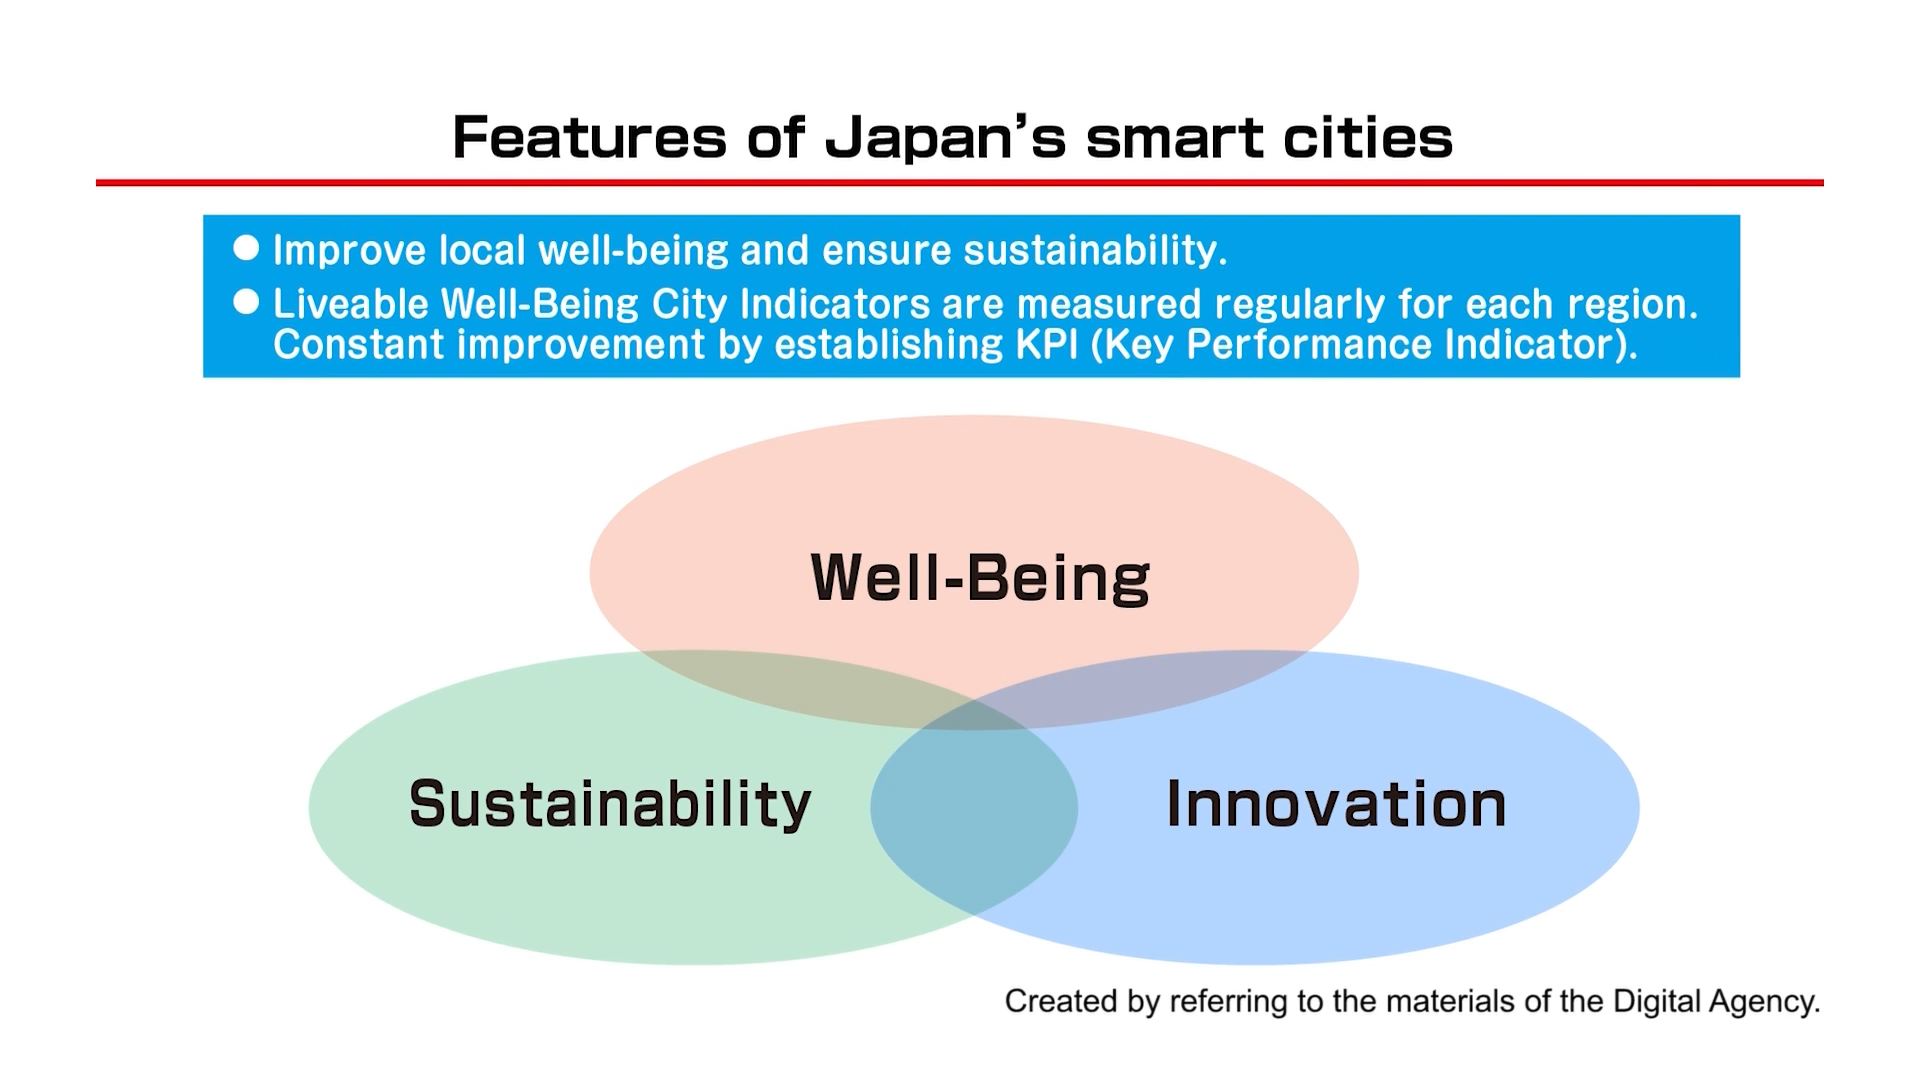 Features of Japan’s smart cities
● Improve local well-being and ensure sustainability.
● Liveable Well-Being City Indicators are measured regularly for each region.
Constant improvement by establishing KPI (Key Performance Indicator).
Well-Being
Sustainability
Innovation
Created by referring to the materials of the Digital Agency.